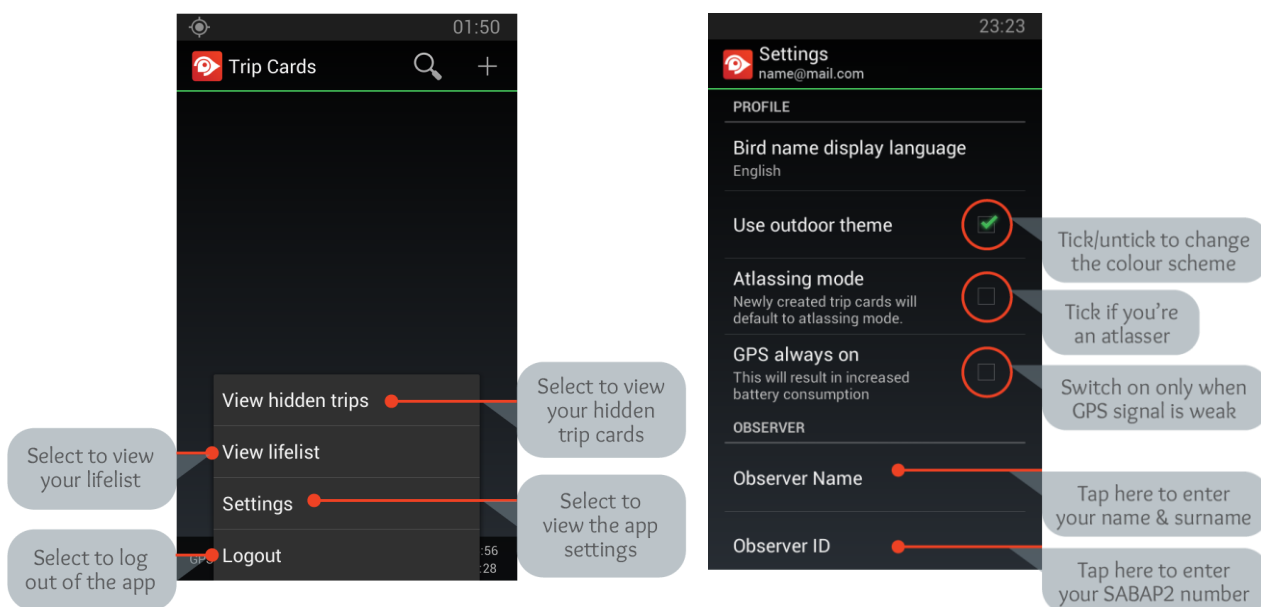 01:50
Trip Cards
View hidden trips
View lifelist
Settings
Logout
GPS
:56
:28
Select to view
your hidden
trip cards
Select to view
your lifelist
Select to
view the app
settings
Select to log
out of the app
23:23
Settings
name@mail.com
PROFILE
Bird name display language
English
Use outdoor theme
Tick/untick to change
the colour scheme
Atlassing mode
Newly created trip cards will
default to atlassing mode.
Tick if you're
an atlasser
GPS always on
This will result in increased
battery consumption
Switch on only when
GPS signal is weak
OBSERVER
Observer Name
Tap here to enter
your name & surname
Observer ID
Tap here to enter
your SABAP2 number